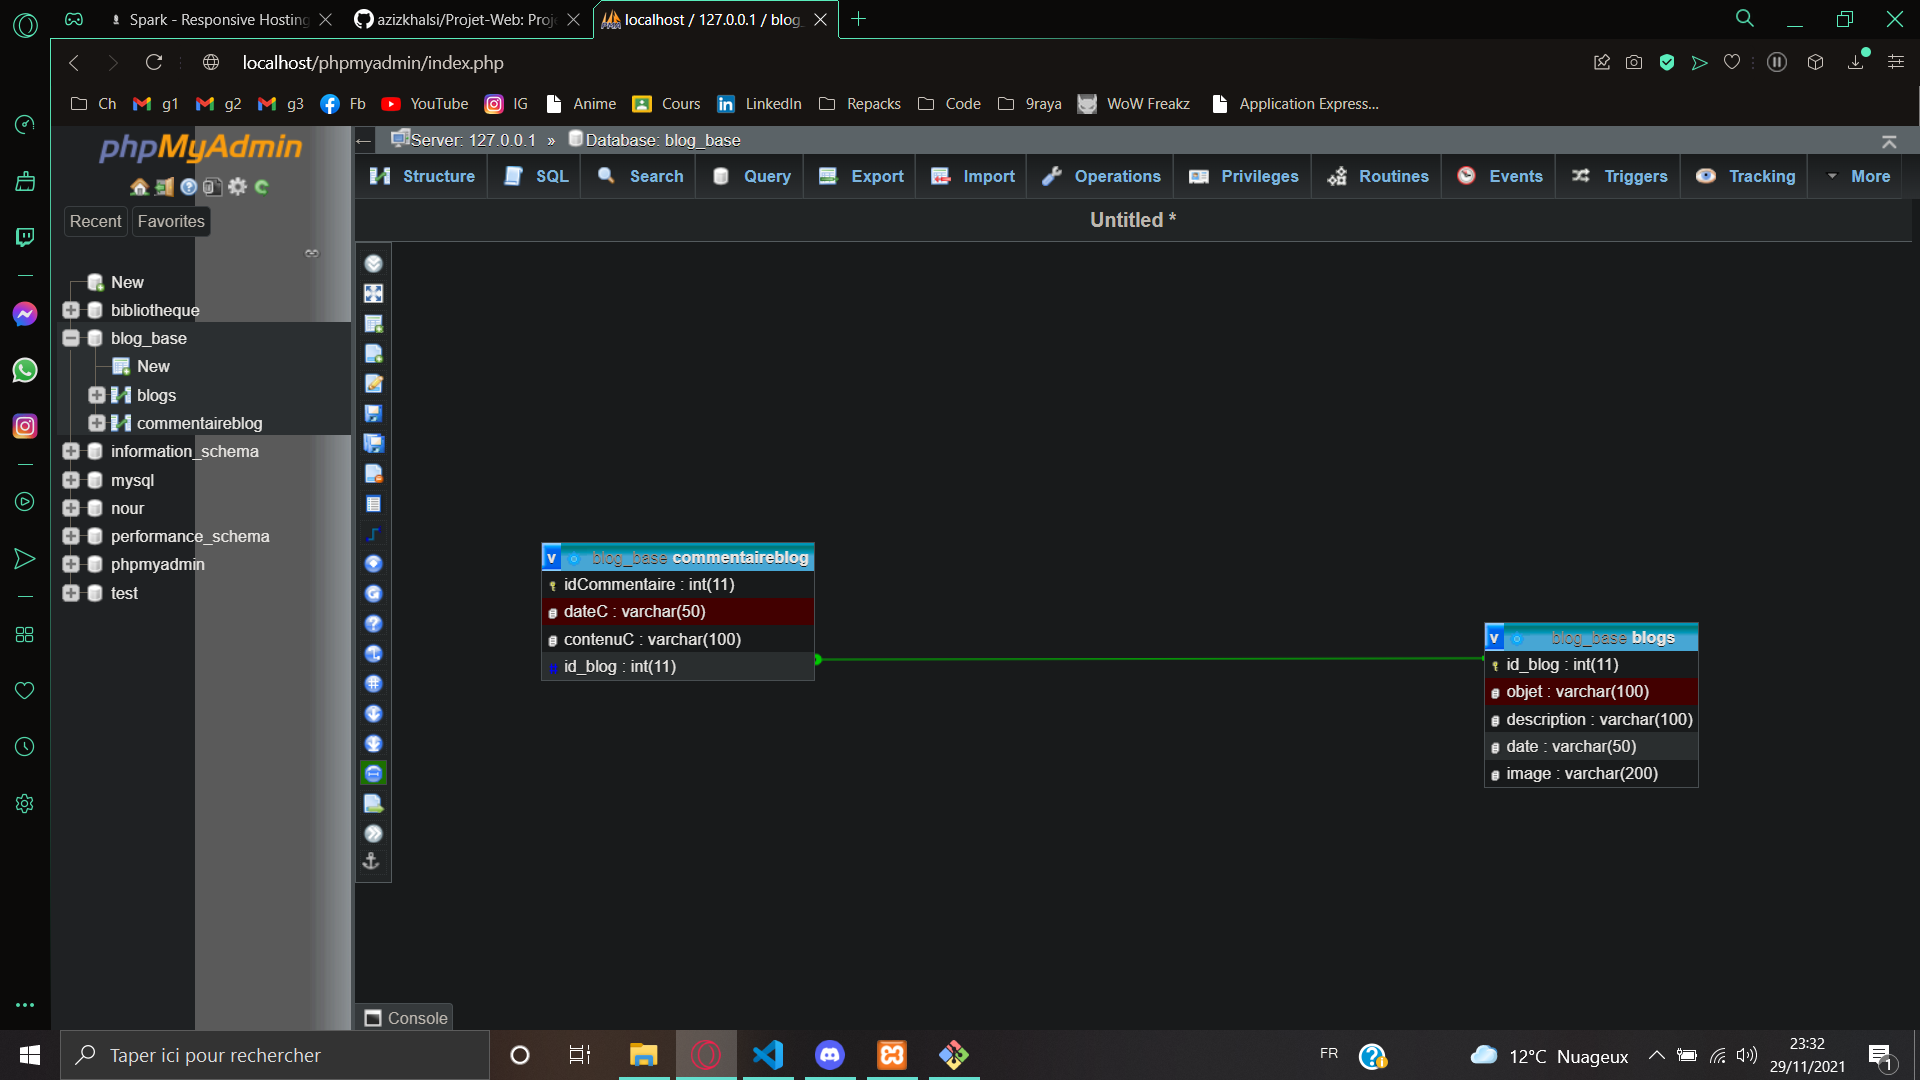 Spark - Responsive Hosting
azizkhalsi/Projet-Web: Proje
localhost / 127.0.0.1 / blog_
localhost/phpmyadmin/index.php
Ch
g1
g2
g3
Fb
YouTube
IG
Anime
Cours
LinkedIn
Repacks
Code
9raya
WoW Freakz
Application Express...
phpMyAdmin
Recent
Favorites
New
bibliotheque
blog_base
New
blogs
commentaireblog
information_schema
mysql
nour
performance_schema
phpmyadmin
test
Server: 127.0.0.1 » Database: blog_base
Structure
SQL
Search
Query
Export
Import
Operations
Privileges
Routines
Events
Triggers
Tracking
More
Untitled *
v blog_base commentaireblog
idCommentaire : int(11)
dateC : varchar(50)
contenuC : varchar(100)
id_blog : int(11)
v blog_base blogs
id_blog : int(11)
objet : varchar(100)
description : varchar(100)
date : varchar(50)
image : varchar(200)
Console
Taper ici pour rechercher
FR
12°C Nuageux
23:32
29/11/2021
1